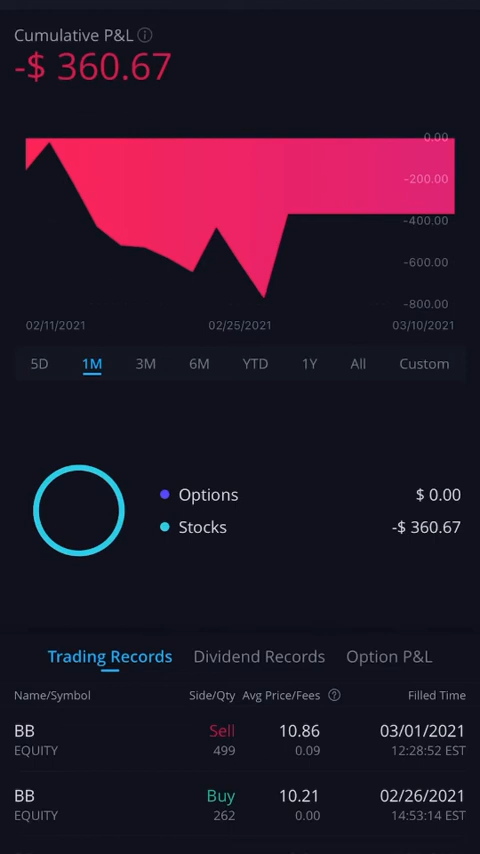 Cumulative P&L
-$ 360.67
0.00
-200.00
-400.00
-600.00
-800.00
02/11/2021 02/25/2021 03/10/2021
5D 1M 3M 6M YTD 1Y All Custom
Options $ 0.00
Stocks -$ 360.67
Trading Records Dividend Records Option P&L
Name/Symbol Side/Qty Avg Price/Fees Filled Time
BB Sell 10.86 03/01/2021
EQUITY 499 0.09 12:28:52 EST
BB Buy 10.21 02/26/2021
EQUITY 262 0.00 14:53:14 EST